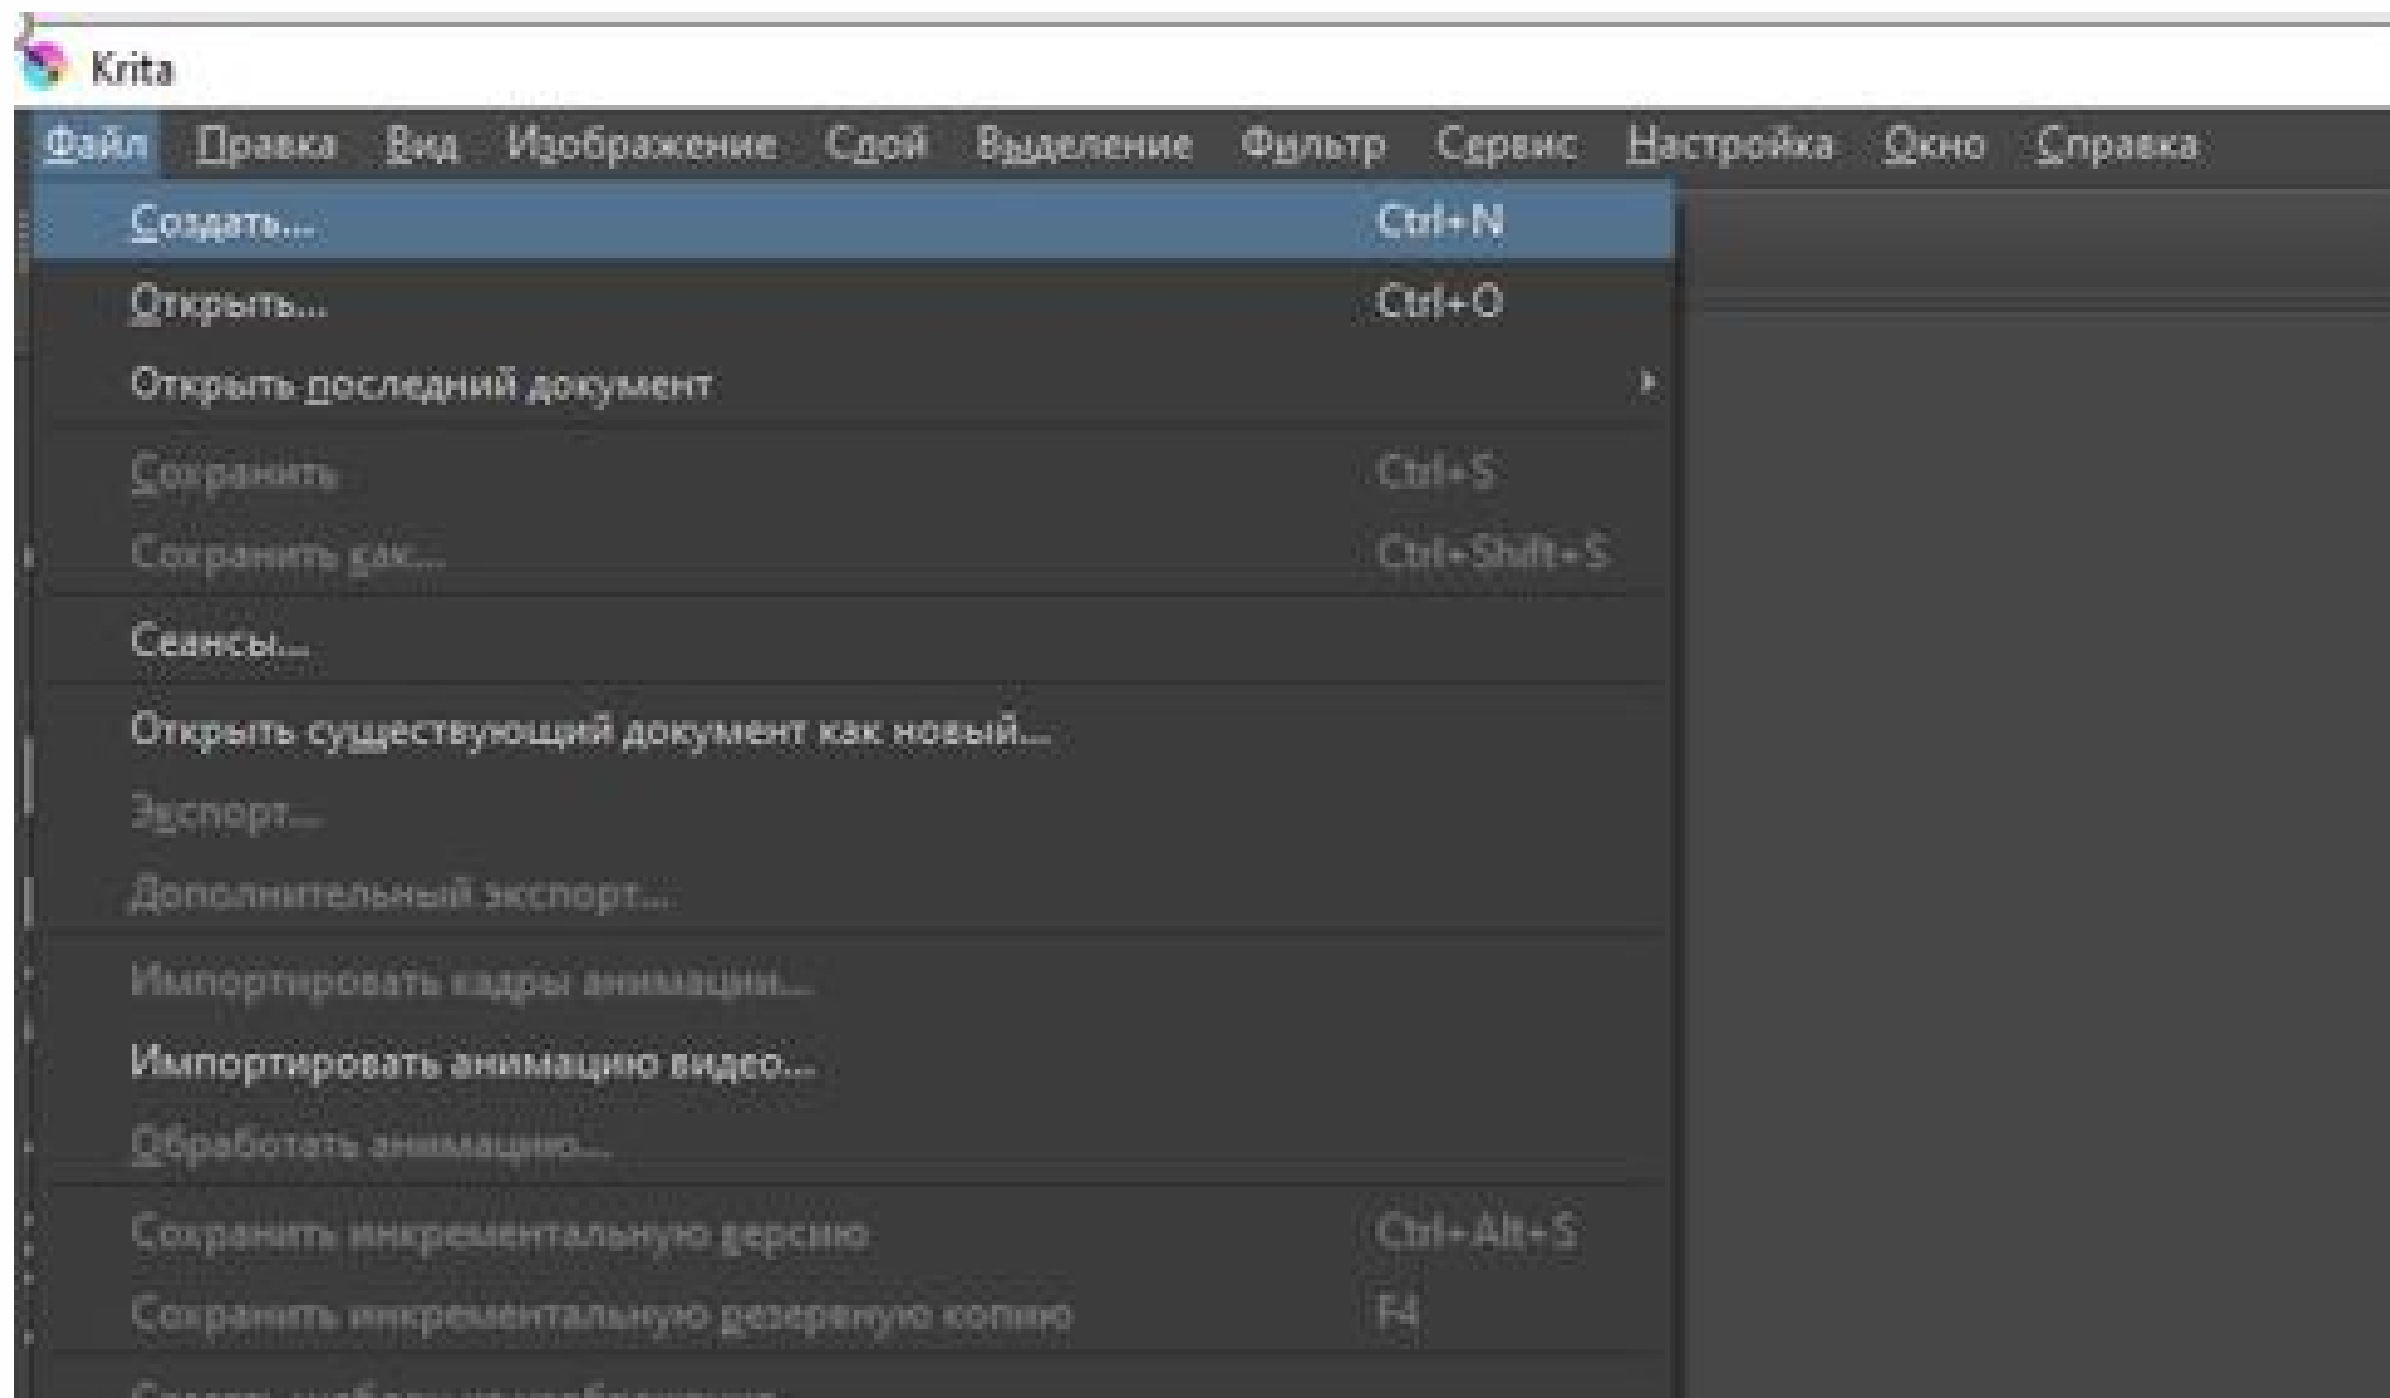 Krita
Файл Правка Вид Изображение Слой Выделение Фильтр Сервис Настройка Окно Справка
Создать... Ctrl+N
Открыть... Ctrl+O
Открыть последний документ
Сохранить Ctrl+S
Сохранить как... Ctrl+Shift+S
Сеансы...
Открыть существующий документ как новый...
Экспорт...
Дополнительный экспорт...
Импортировать кадры анимации...
Импортировать анимацию видео...
Обработать анимацию...
Сохранить инкрементальную версию Ctrl+Alt+S
Сохранить инкрементальную резервную копию F4